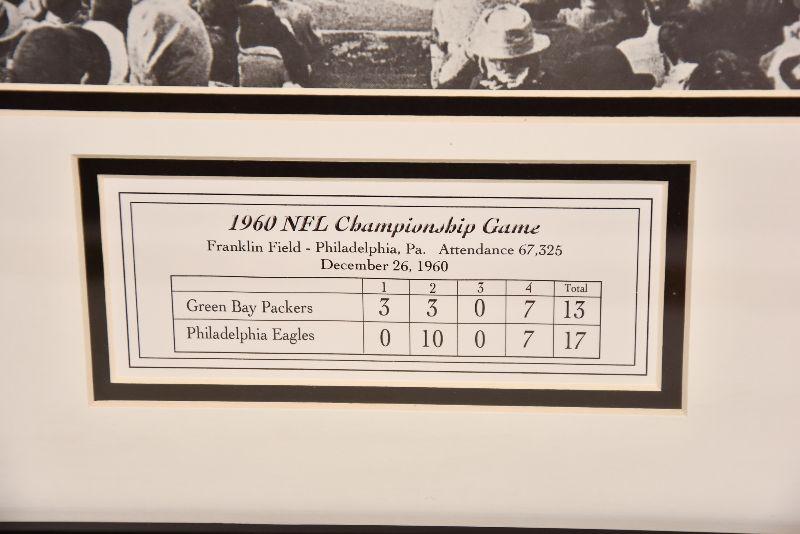 1960 NFL Championship Game
Franklin Field - Philadelphia, Pa. Attendance 67,325
December 26, 1960
1 2 3 4 Total
Green Bay Packers 3 3 0 7 13
Philadelphia Eagles 0 10 0 7 17